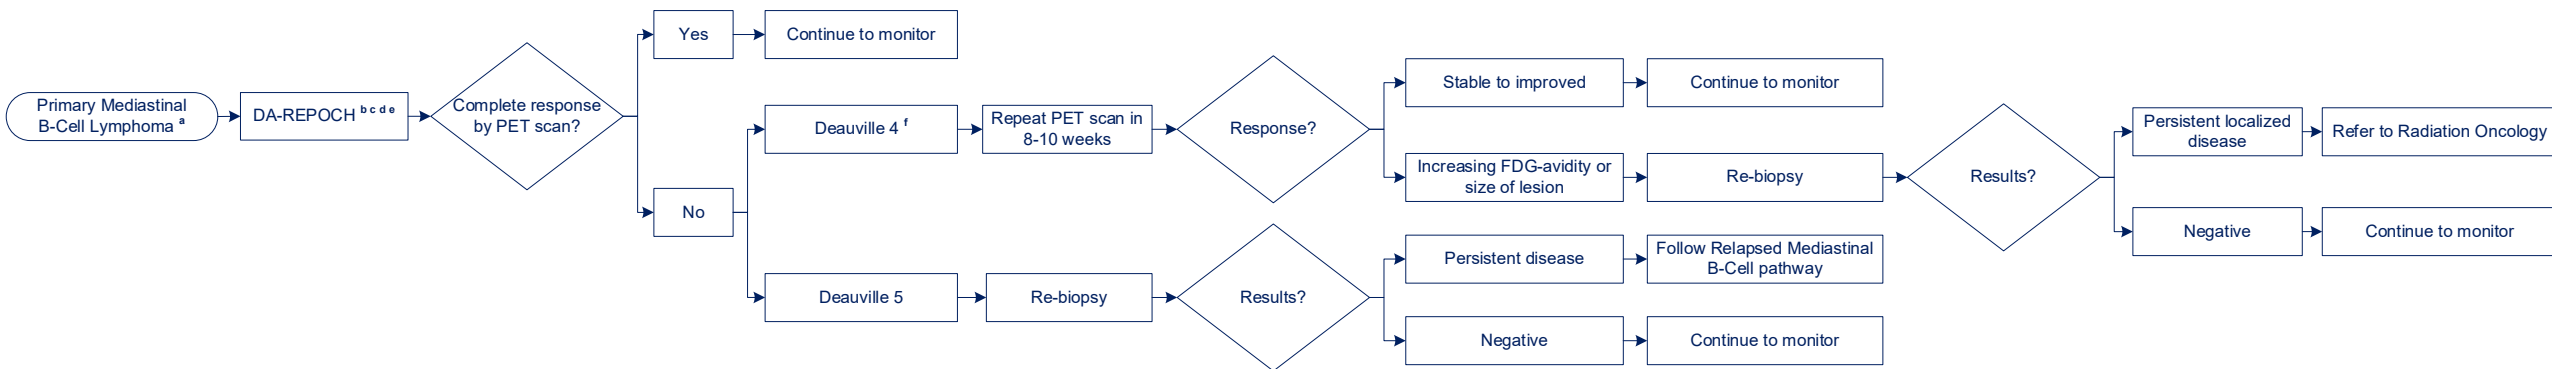 Primary Mediastinal
B-Cell Lymphoma a
DA-REPOCH b c d e
Complete response
by PET scan?
Yes
Continue to monitor
No
Deauville 4 f
Repeat PET scan in
8-10 weeks
Response?
Stable to improved
Continue to monitor
Increasing FDG-avidity or
size of lesion
Re-biopsy
Results?
Persistent localized
disease
Refer to Radiation Oncology
Negative
Continue to monitor
Deauville 5
Re-biopsy
Results?
Persistent disease
Follow Relapsed Mediastinal
B-Cell pathway
Negative
Continue to monitor